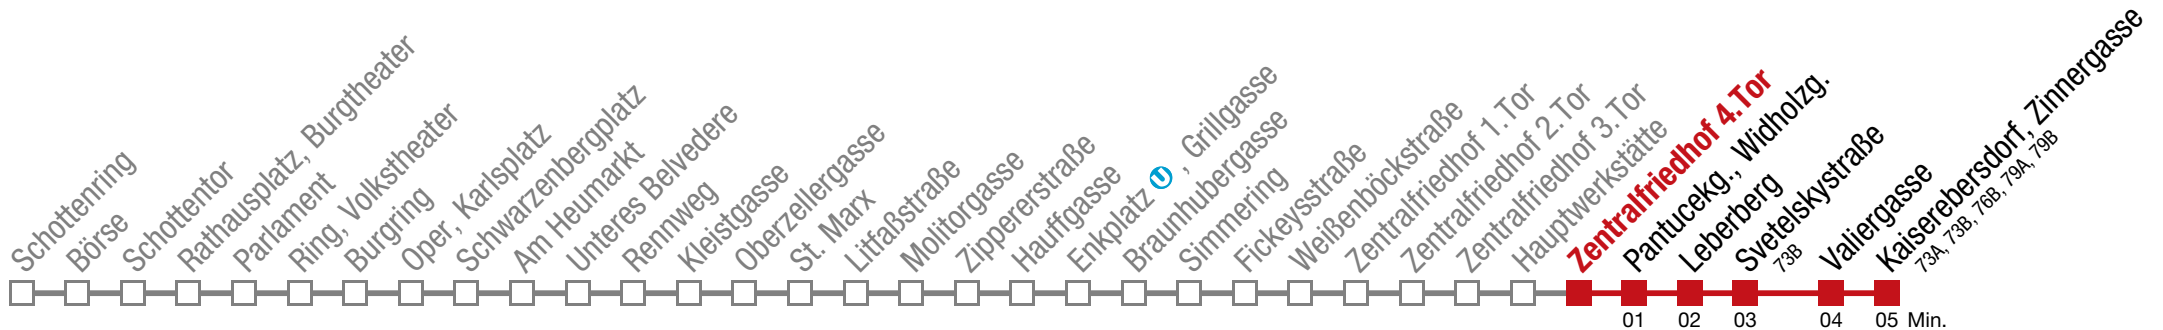 Schottenring
Börse
Schottentor
Rathausplatz, Burgtheater
Parlament
Ring, Volkstheater
Burgring
Oper, Karlsplatz
Schwarzenbergplatz
Am Heumarkt
Unteres Belvedere
Rennweg
Kleistgasse
Oberzellergasse
St. Marx
Litfaßstraße
Molitorgasse
Zippererstraße
Hauffgasse
Enkplatz U , Grillgasse
Braunhubergasse
Simmering
Fickeysstraße
Weißenböckstraße
Zentralfriedhof 1.Tor
Zentralfriedhof 2.Tor
Zentralfriedhof 3.Tor
Hauptwerkstätte
Zentralfriedhof 4.Tor
Pantucekg., Widholzg.
Leberberg
Svetelskystraße
73B
Valiergasse
Kaiserebersdorf, Zinnergasse
73A, 73B, 76B, 79A, 79B
01 02 03 04 05 Min.